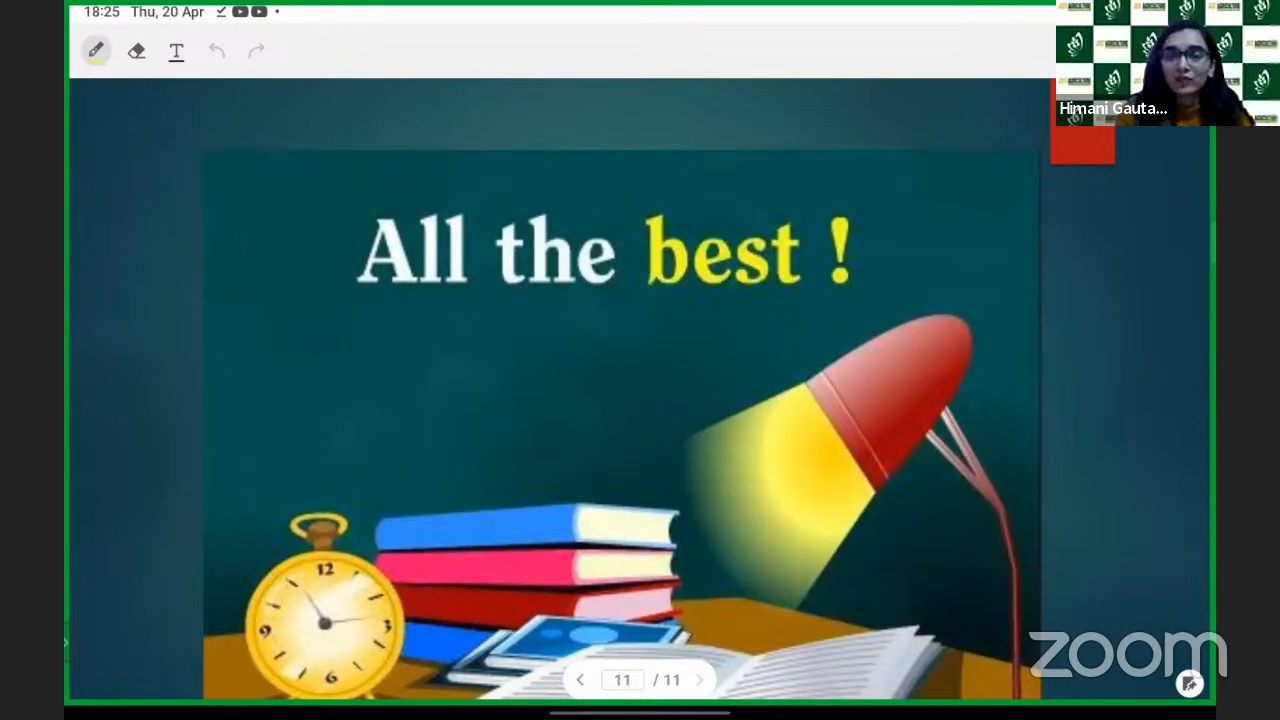 18:25 Thu, 20 Apr
T
Himani Gauta...
All the best !
12
3
9
6
11 / 11
zoom